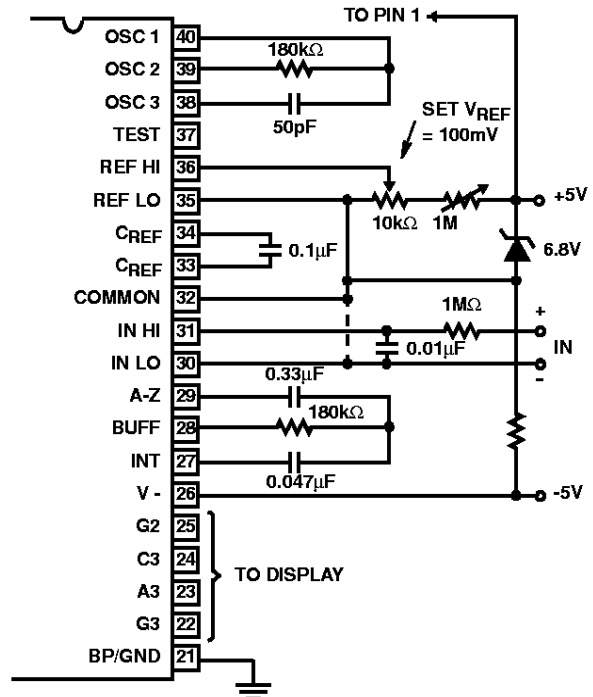 TO PIN 1
OSC 1 40
180kΩ
OSC 2 39
OSC 3 38
50pF
TEST 37
SET VREF
= 100mV
REF HI 36
REF LO 35
10kΩ 1M
+5V
CREF 34
0.1µF
6.8V
CREF 33
COMMON 32
1MΩ
+
IN HI 31
0.01µF
IN
IN LO 30
-
0.33µF
A-Z 29
180kΩ
BUFF 28
INT 27
0.047µF
V - 26
-5V
G2 25
C3 24
TO DISPLAY
A3 23
G3 22
BP/GND 21